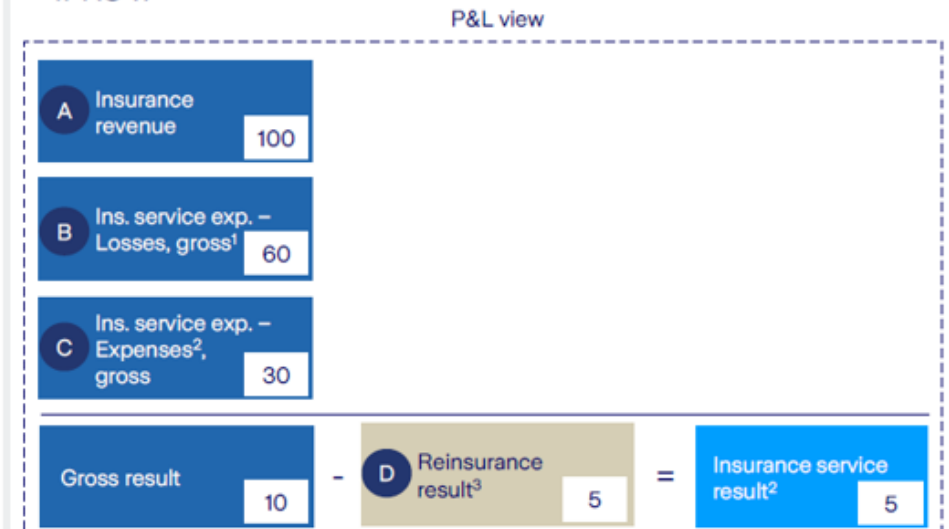 P&L view
A Insurance
revenue
100
B Ins. service exp. –
Losses, gross¹
60
C Ins. service exp. –
Expenses²,
gross
30
Gross result
10
-
D Reinsurance
result³
5
=
Insurance service
result²
5